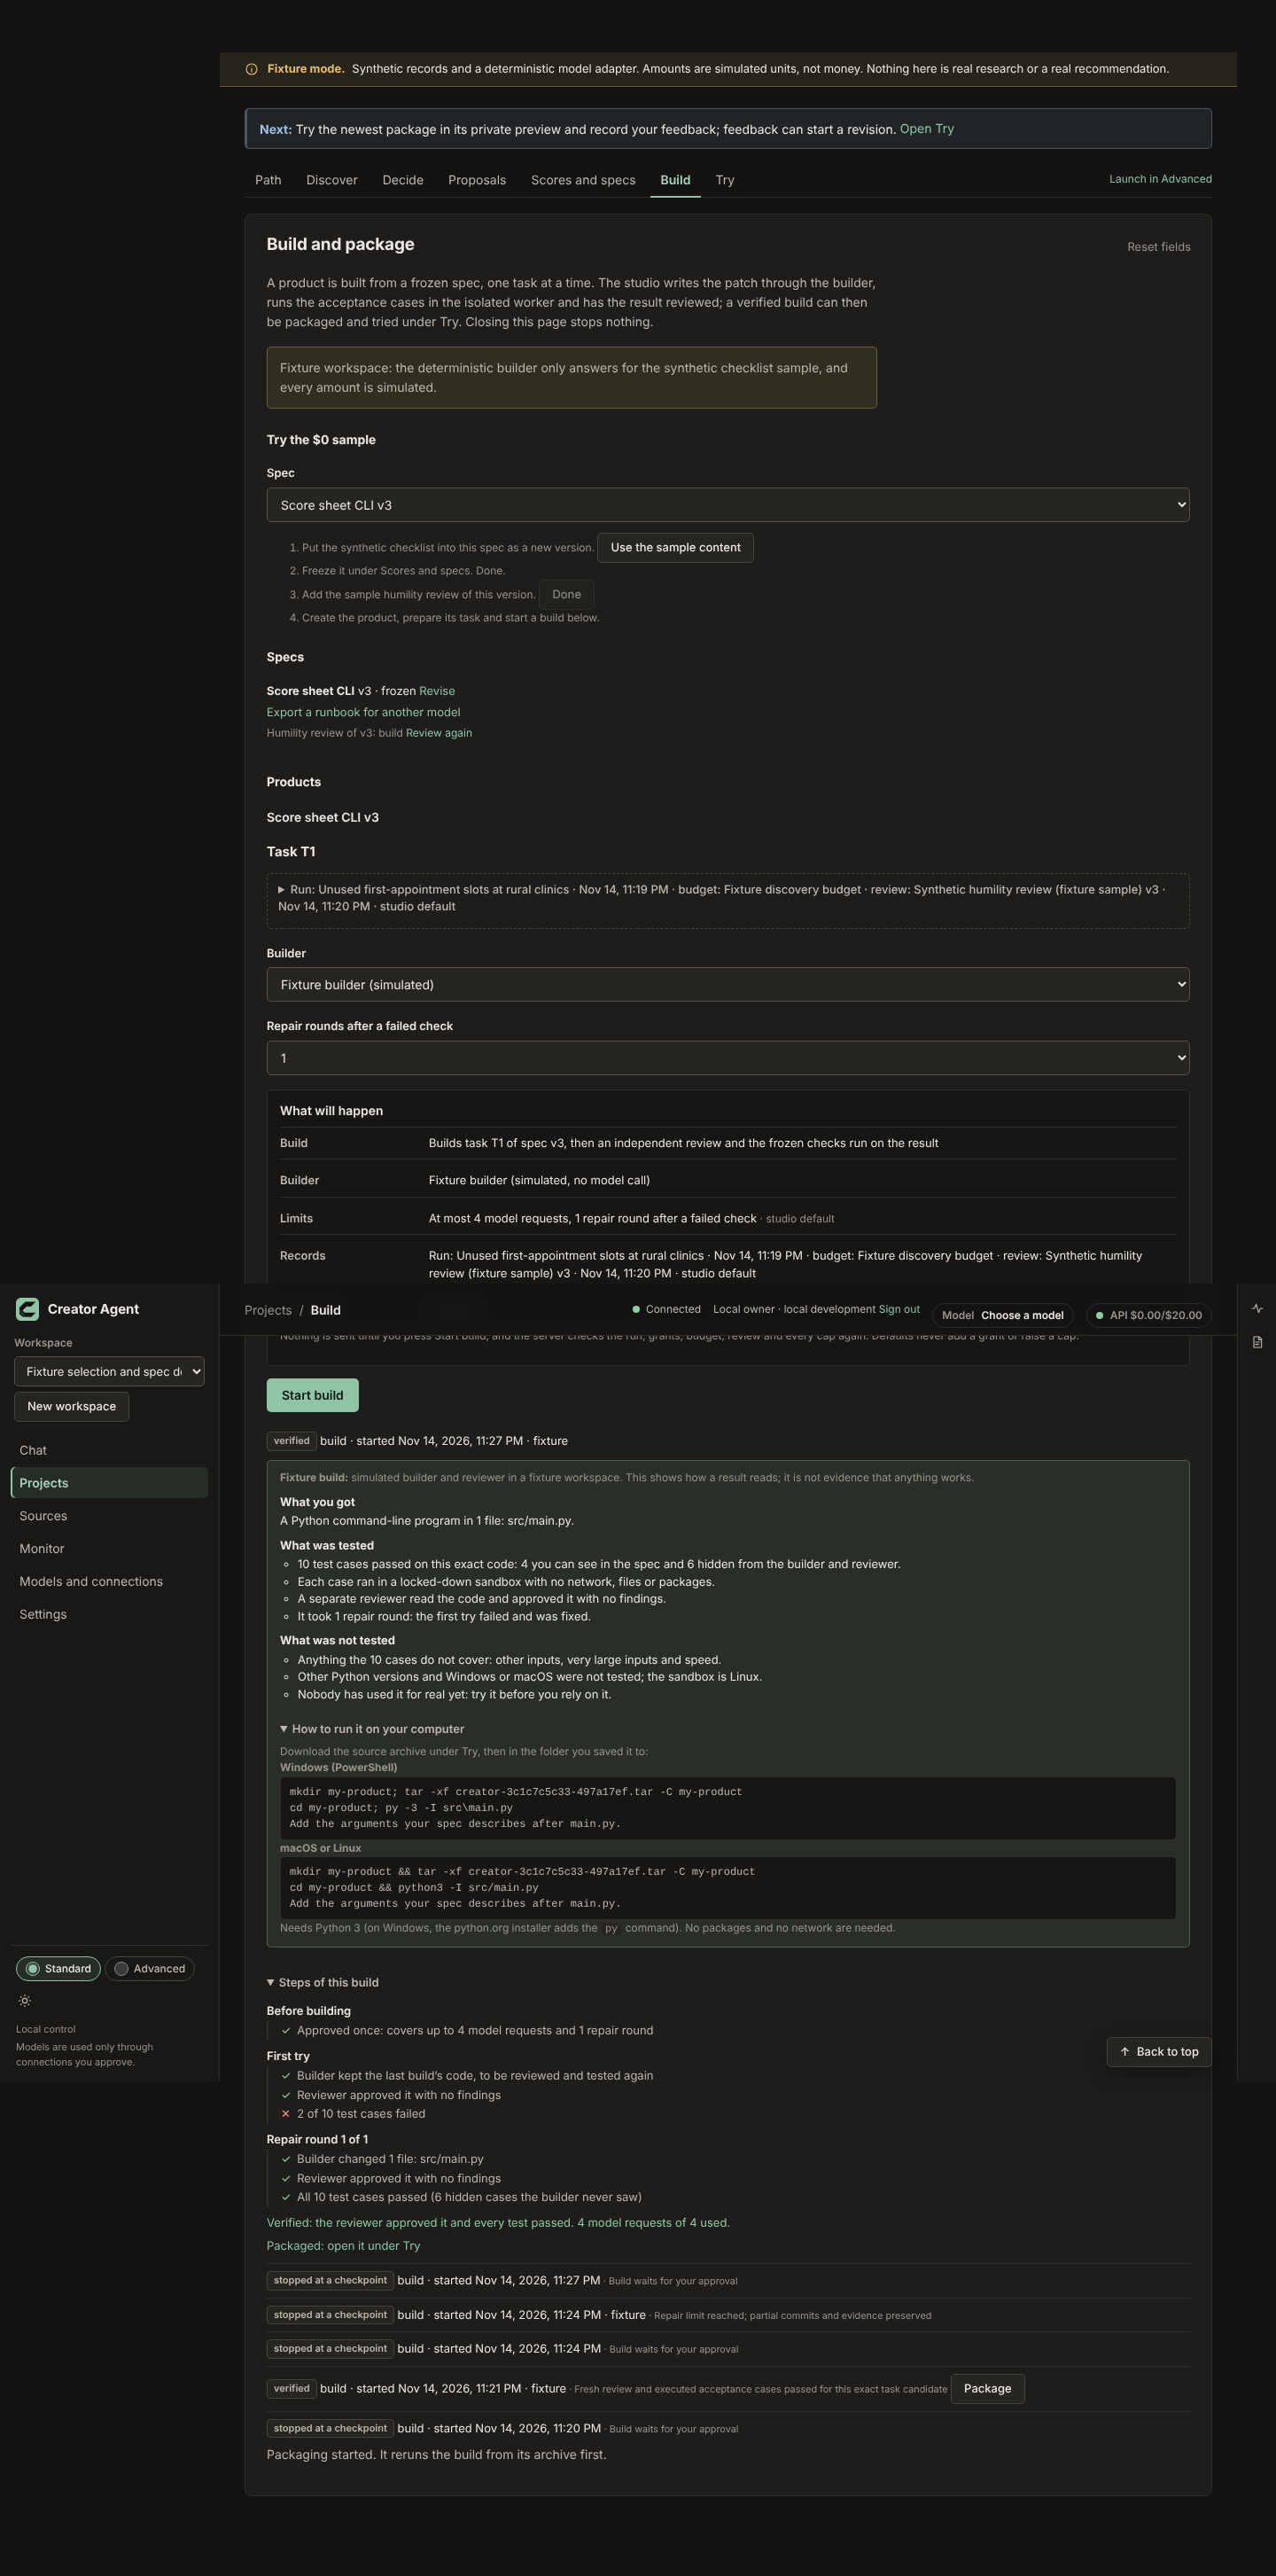 Fixture mode. Synthetic records and a deterministic model adapter. Amounts are simulated units, not money. Nothing here is real research or a real recommendation.
Next: Try the newest package in its private preview and record your feedback; feedback can start a revision. Open Try
Path Discover Decide Proposals Scores and specs Build Try Launch in Advanced
Build and package Reset fields
A product is built from a frozen spec, one task at a time. The studio writes the patch through the builder,
runs the acceptance cases in the isolated worker and has the result reviewed; a verified build can then
be packaged and tried under Try. Closing this page stops nothing.
Fixture workspace: the deterministic builder only answers for the synthetic checklist sample, and
every amount is simulated.
Try the $0 sample
Spec
Score sheet CLI v3
1. Put the synthetic checklist into this spec as a new version. Use the sample content
2. Freeze it under Scores and specs. Done.
3. Add the sample humility review of this version. Done
4. Create the product, prepare its task and start a build below.
Specs
Score sheet CLI v3 · frozen Revise
Export a runbook for another model
Humility review of v3: build Review again
Products
Score sheet CLI v3
Task T1
Run: Unused first-appointment slots at rural clinics · Nov 14, 11:19 PM · budget: Fixture discovery budget · review: Synthetic humility review (fixture sample) v3 ·
Nov 14, 11:20 PM · studio default
Builder
Fixture builder (simulated)
Repair rounds after a failed check
1
What will happen
Build Builds task T1 of spec v3, then an independent review and the frozen checks run on the result
Builder Fixture builder (simulated, no model call)
Limits At most 4 model requests, 1 repair round after a failed check · studio default
Records Run: Unused first-appointment slots at rural clinics · Nov 14, 11:19 PM · budget: Fixture discovery budget · review: Synthetic humility
review (fixture sample) v3 · Nov 14, 11:20 PM · studio default
Creator Agent
Workspace
Fixture selection and spec d
New workspace
Chat
Projects
Sources
Monitor
Models and connections
Settings
Standard Advanced
Local control
Models are used only through
connections you approve.
Projects / Build Connected Local owner · local development Sign out Model Choose a model API $0.00/$20.00
Nothing is sent until you press Start build, and the server checks the run, grants, budget, review and every cap again. Defaults never add a grant or raise a cap.
Start build
verified build · started Nov 14, 2026, 11:27 PM · fixture
Fixture build: simulated builder and reviewer in a fixture workspace. This shows how a result reads; it is not evidence that anything works.
What you got
A Python command-line program in 1 file: src/main.py.
What was tested
10 test cases passed on this exact code: 4 you can see in the spec and 6 hidden from the builder and reviewer.
Each case ran in a locked-down sandbox with no network, files or packages.
A separate reviewer read the code and approved it with no findings.
It took 1 repair round: the first try failed and was fixed.
What was not tested
Anything the 10 cases do not cover: other inputs, very large inputs and speed.
Other Python versions and Windows or macOS were not tested; the sandbox is Linux.
Nobody has used it for real yet: try it before you rely on it.
How to run it on your computer
Download the source archive under Try, then in the folder you saved it to:
Windows (PowerShell)
mkdir my-product; tar -xf creator-3c1c7c5c33-497a17ef.tar -C my-product
cd my-product; py -3 -I src\main.py
Add the arguments your spec describes after main.py.
macOS or Linux
mkdir my-product && tar -xf creator-3c1c7c5c33-497a17ef.tar -C my-product
cd my-product && python3 -I src/main.py
Add the arguments your spec describes after main.py.
Needs Python 3 (on Windows, the python.org installer adds the py command). No packages and no network are needed.
Steps of this build
Before building
Approved once: covers up to 4 model requests and 1 repair round
First try
Builder kept the last build's code, to be reviewed and tested again
Reviewer approved it with no findings
2 of 10 test cases failed
Repair round 1 of 1
Builder changed 1 file: src/main.py
Reviewer approved it with no findings
All 10 test cases passed (6 hidden cases the builder never saw)
Verified: the reviewer approved it and every test passed. 4 model requests of 4 used.
Packaged: open it under Try
Back to top
stopped at a checkpoint build · started Nov 14, 2026, 11:27 PM · Build waits for your approval
stopped at a checkpoint build · started Nov 14, 2026, 11:24 PM · fixture · Repair limit reached; partial commits and evidence preserved
stopped at a checkpoint build · started Nov 14, 2026, 11:24 PM · Build waits for your approval
verified build · started Nov 14, 2026, 11:21 PM · fixture · Fresh review and executed acceptance cases passed for this exact task candidate Package
stopped at a checkpoint build · started Nov 14, 2026, 11:20 PM · Build waits for your approval
Packaging started. It reruns the build from its archive first.